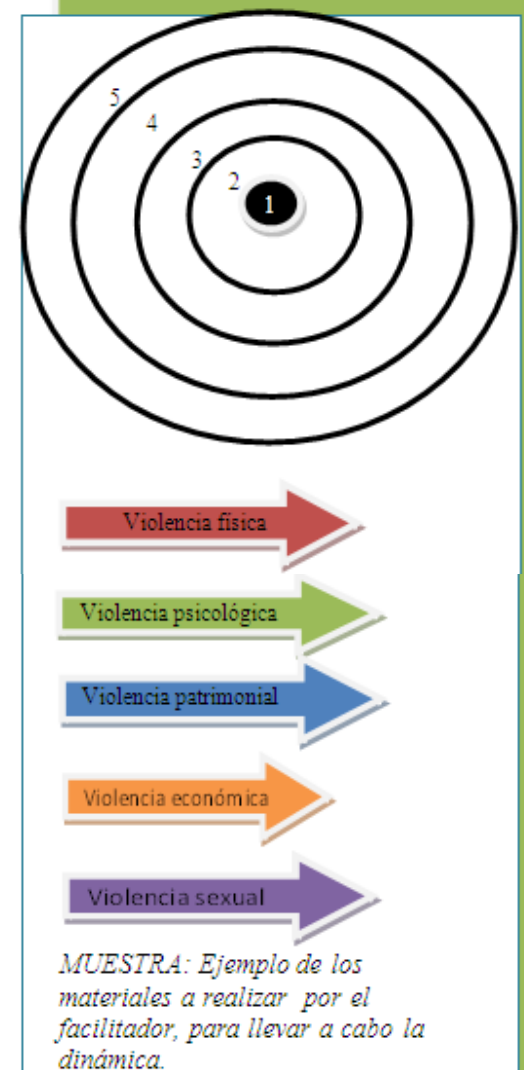 5
4
3
2
1
Violencia física
Violencia psicológica
Violencia patrimonial
Violencia económica
Violencia sexual
MUESTRA: Ejemplo de los
materiales a realizar por el
facilitador, para llevar a cabo la
dinámica.